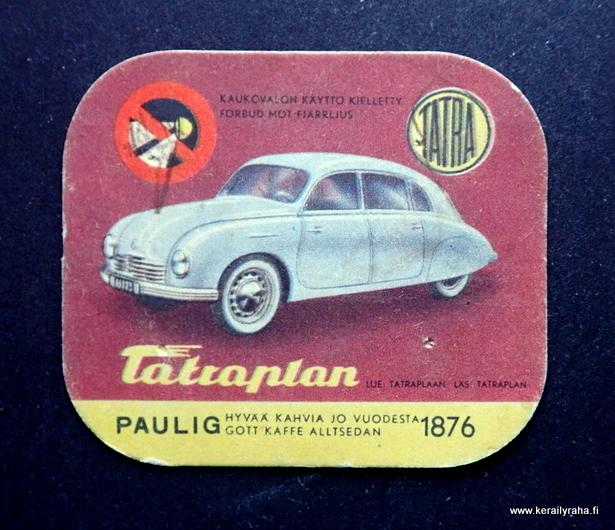 KAUKOVALON KÄYTTÖ KIELLETTY
FÖRBUD MOT FJÄRRLJUS
TATRA
Tatraplan
LUE: TATRAPLAAN LÄS: TATRAPLAN
PAULIG
HYVÄÄ KAHVIA JO VUODESTA
GOTT KAFFE ALLTSEDAN
1876
www.kerailyraha.fi